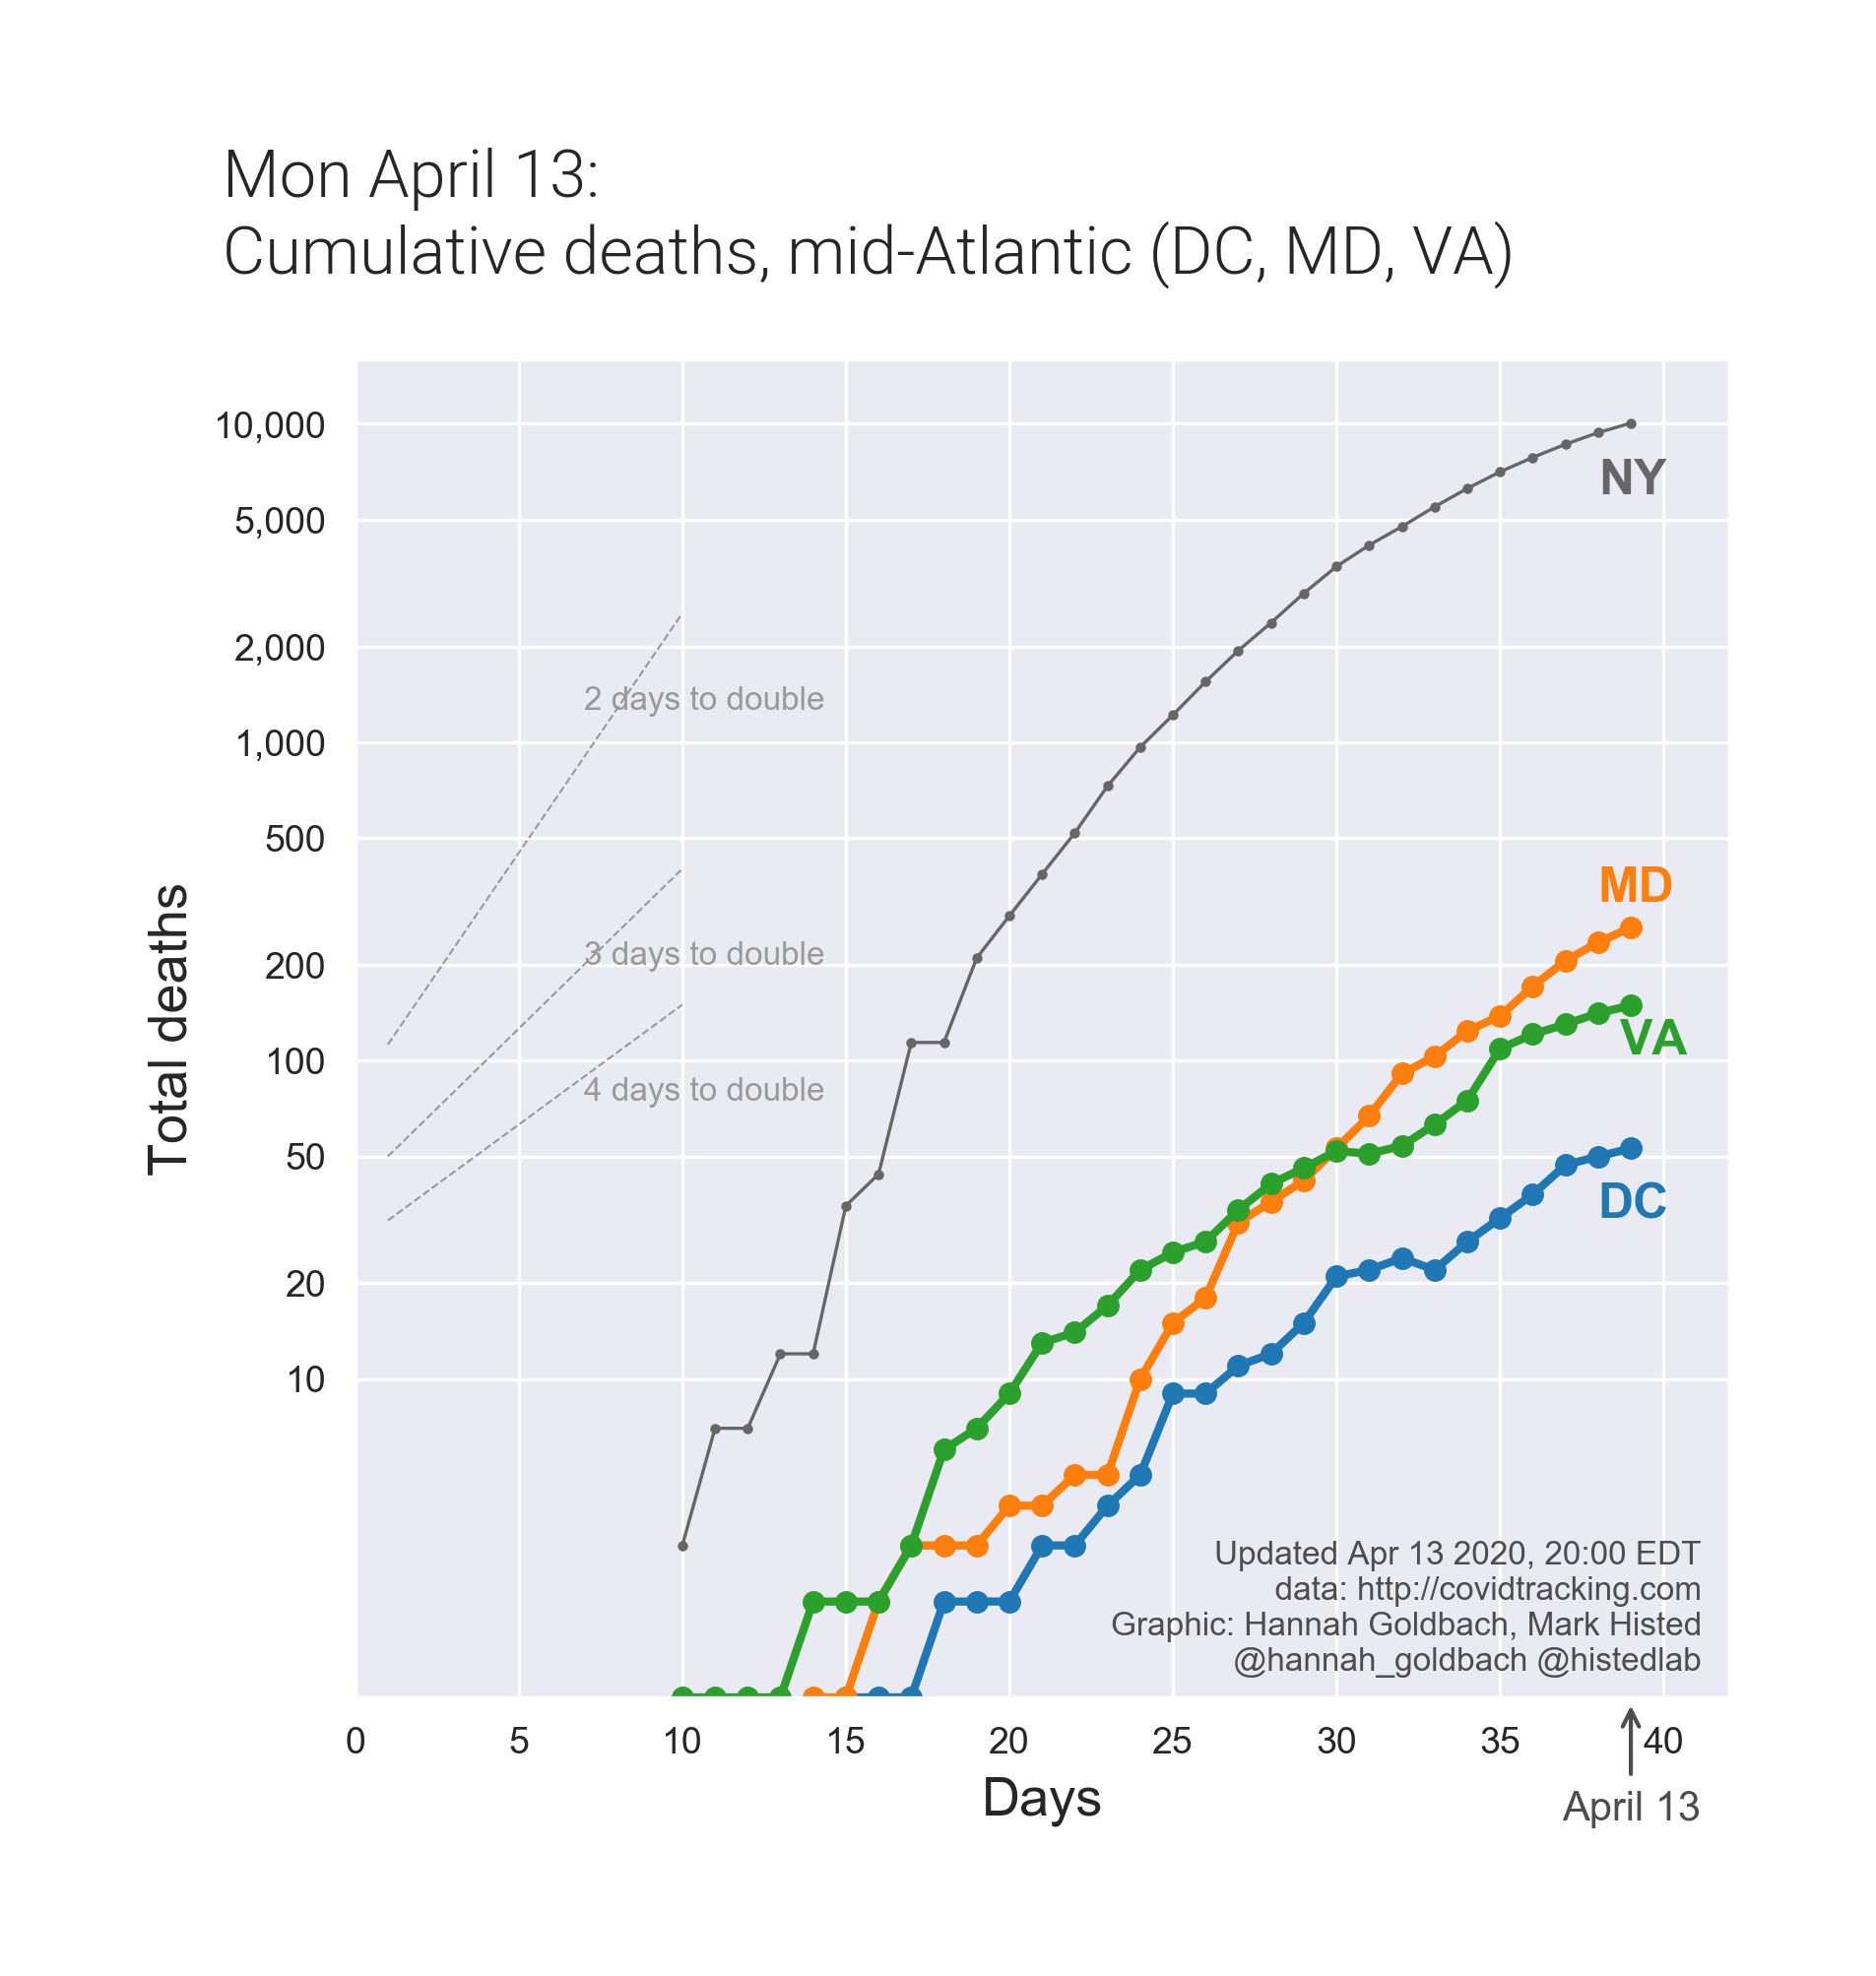 Mon April 13:
Cumulative deaths, mid-Atlantic (DC, MD, VA)
Total deaths
10,000
5,000
2,000
1,000
500
200
100
50
20
10
2 days to double
3 days to double
4 days to double
NY
MD
VA
DC
Updated Apr 13 2020, 20:00 EDT
data: http://covidtracking.com
Graphic: Hannah Goldbach, Mark Histed
@hannah_goldbach @histedlab
0 5 10 15 20 25 30 35 40
Days
April 13